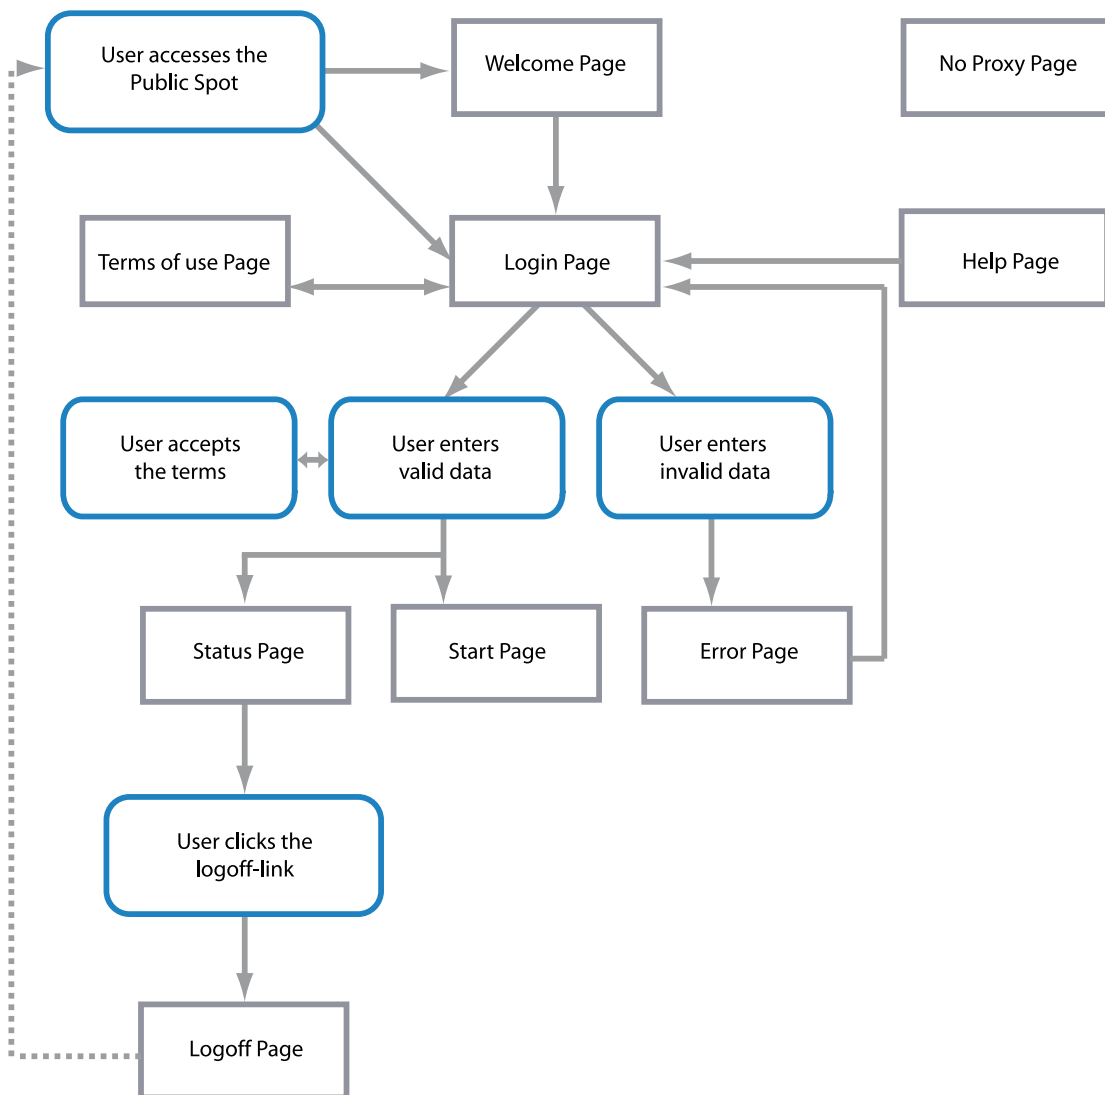 User accesses the
Public Spot
Welcome Page
No Proxy Page
Terms of use Page
Login Page
Help Page
User accepts
the terms
User enters
valid data
User enters
invalid data
Status Page
Start Page
Error Page
User clicks the
logoff-link
Logoff Page